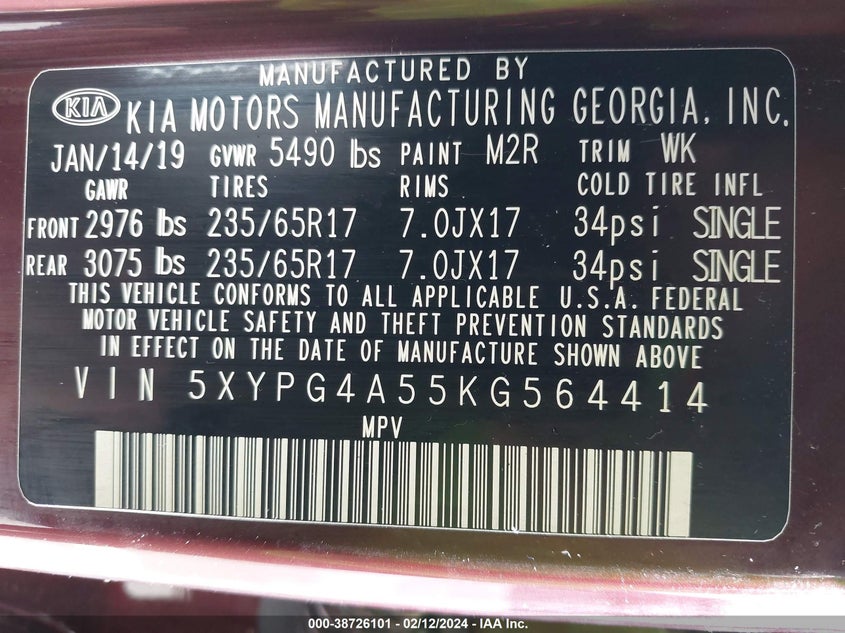 MANUFACTURED BY
KIA KIA MOTORS MANUFACTURING GEORGIA, INC.
JAN/14/19 GVWR 5490 lbs PAINT M2R TRIM WK
GAWR TIRES RIMS COLD TIRE INFL
FRONT 2976 lbs 235/65R17 7.0JX17 34psi SINGLE
REAR 3075 lbs 235/65R17 7.0JX17 34psi SINGLE
THIS VEHICLE CONFORMS TO ALL APPLICABLE U.S.A. FEDERAL
MOTOR VEHICLE SAFETY AND THEFT PREVENTION STANDARDS
IN EFFECT ON THE DATE OF MANUFACTURE SHOWN ABOVE
VIN 5XYPG4A55KG564414
MPV
000-38726101 - 02/12/2024 - IAA Inc.